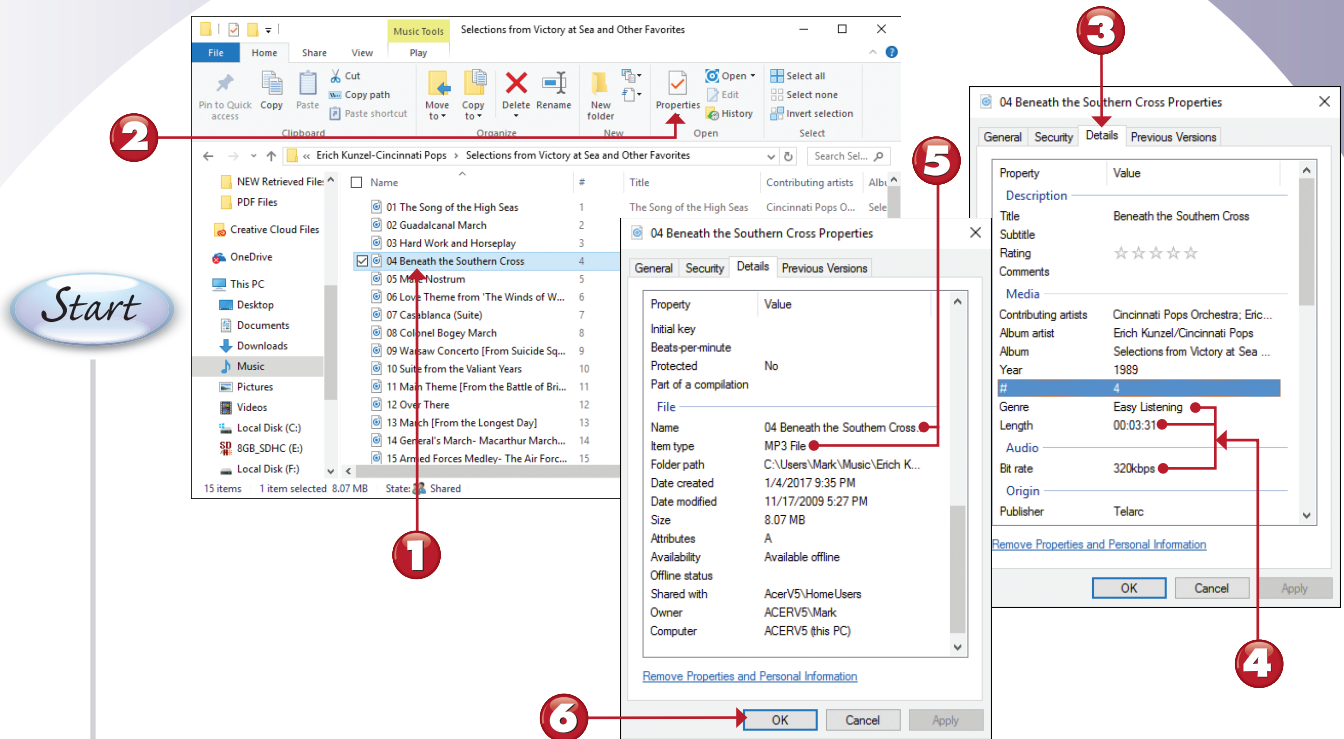 Music Tools Selections from Victory at Sea and Other Favorites
File Home Share View Play
Pin to Quick access
Copy
Paste
Cut
Copy path
Paste shortcut
Clipboard
Move to
Copy to
Delete
Rename
Organize
New folder
New
Properties
Open
Edit
History
Open
Select all
Select none
Invert selection
Select
« Erich Kunzel-Cincinnati Pops > Selections from Victory at Sea and Other Favorites
Search Sel...
NEW Retrieved Files
PDF Files
Creative Cloud Files
OneDrive
This PC
Desktop
Documents
Downloads
Music
Pictures
Videos
Local Disk (C:)
8GB_SDHC (E:)
Local Disk (F:)
Name # Title Contributing artists
01 The Song of the High Seas 1 The Song of the High Seas Cincinnati Pops O... Sele
02 Guadalcanal March 2
03 Hard Work and Horseplay 3
04 Beneath the Southern Cross 4
05 Mare Nostrum 5
06 Love Theme from 'The Winds of W... 6
07 Casablanca (Suite) 7
08 Colonel Bogey March 8
09 Warsaw Concerto [From Suicide Sq... 9
10 Suite from the Valiant Years 10
11 Main Theme [From the Battle of Bri... 11
12 Over There 12
13 March [From the Longest Day] 13
14 General's March- Macarthur March... 14
15 Armed Forces Medley- The Air Forc... 15
15 items 1 item selected 8.07 MB State: Shared
Start
1
2
3
4
5
6
04 Beneath the Southern Cross Properties
General Security Details Previous Versions
Property Value
Initial key
Beats-per-minute
Protected No
Part of a compilation
File
Name 04 Beneath the Southern Cross.
Item type MP3 File
Folder path C:\Users\Mark\Music\Erich K...
Date created 1/4/2017 9:35 PM
Date modified 11/17/2009 5:27 PM
Size 8.07 MB
Attributes A
Availability Available offline
Offline status
Shared with AcerV5\HomeUsers
Owner ACERV5\Mark
Computer ACERV5 (this PC)
Remove Properties and Personal Information
OK Cancel Apply
04 Beneath the Southern Cross Properties
General Security Details Previous Versions
Property Value
Description
Title Beneath the Southern Cross
Subtitle
Rating
Comments
Media
Contributing artists Cincinnati Pops Orchestra; Eric...
Album artist Erich Kunzel/Cincinnati Pops
Album Selections from Victory at Sea ...
Year 1989
# 4
Genre Easy Listening
Length 00:03:31
Audio
Bit rate 320kbps
Origin
Publisher Telarc
Remove Properties and Personal Information
OK Cancel Apply